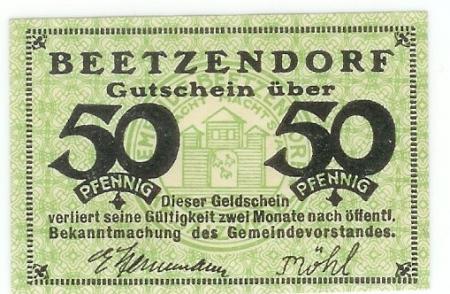 BEETZENDORF
Gutschein über
50 50
PFENNIG PFENNIG
Dieser Geldschein
verliert seine Gültigkeit zwei Monate nach öffentl.
Bekanntmachung des Gemeindevorstandes.
Möhl